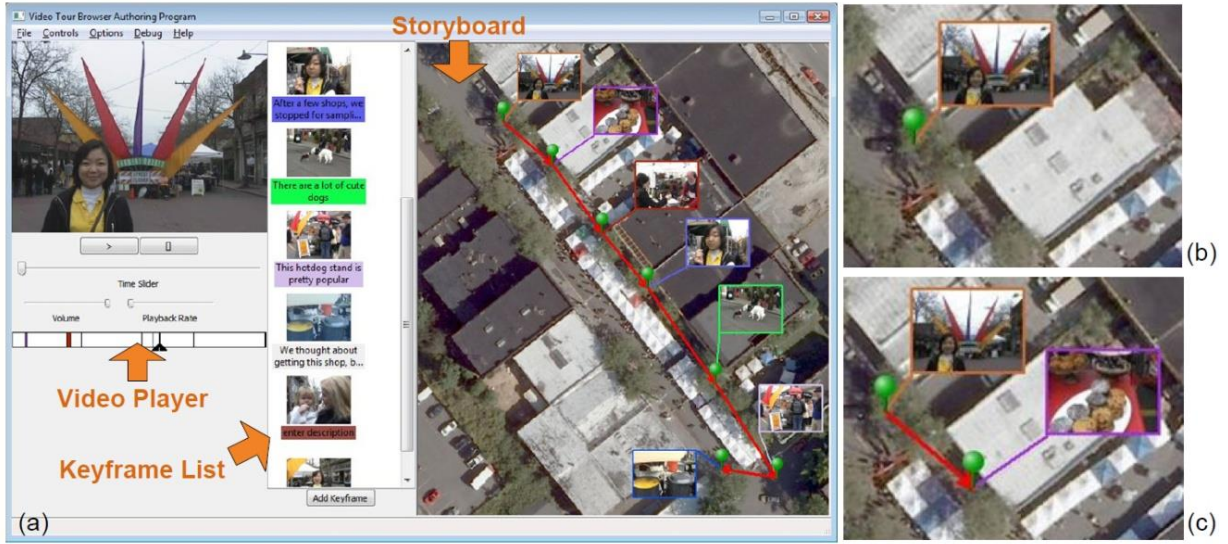 Video Tour Browser Authoring Program
File Controls Options Debug Help
Storyboard
After a few shops, we
stopped for sampli...
There are a lot of cute
dogs
This hotdog stand is
pretty popular
We thought about
getting this shop, b...
enter description
Add Keyframe
>
[]
Time Slider
Volume
Playback Rate
Video Player
Keyframe List
(a)
(b)
(c)